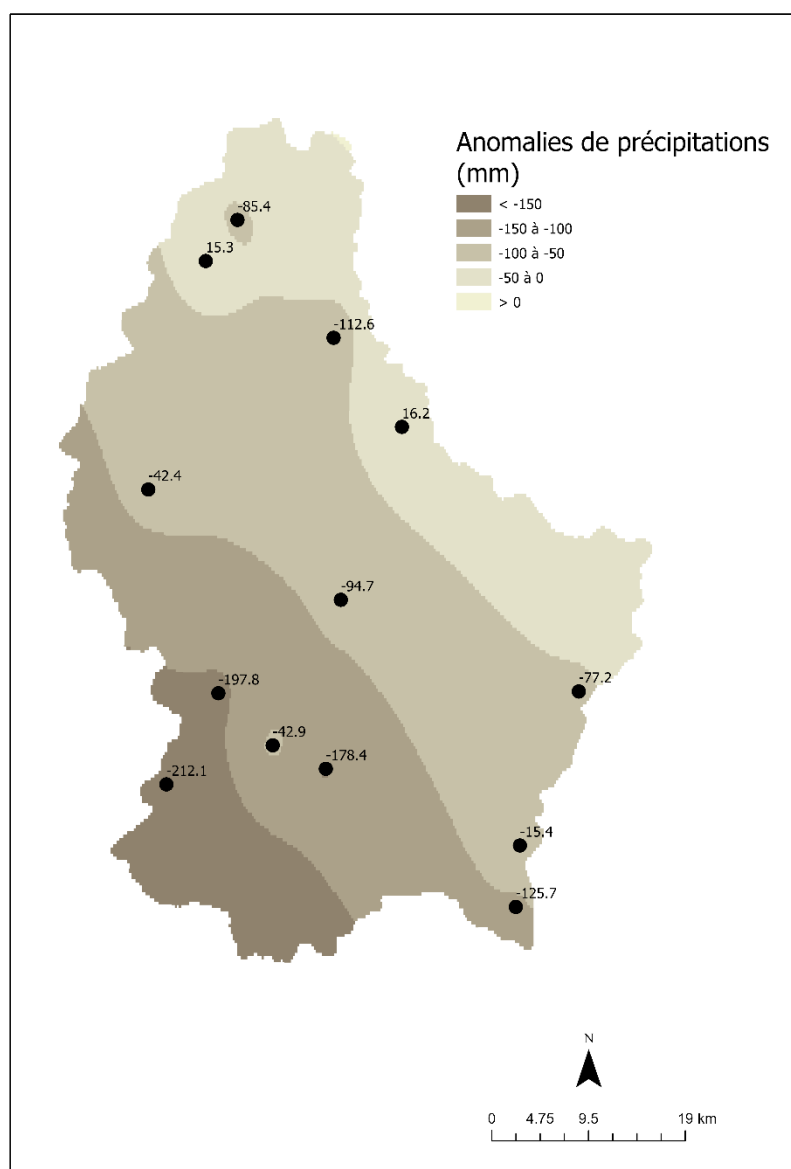 Anomalies de précipitations
(mm)
< -150
-150 à -100
-100 à -50
-50 à 0
> 0
-85.4
15.3
-112.6
16.2
-42.4
-94.7
-77.2
-197.8
-42.9
-178.4
-212.1
-15.4
-125.7
N
0 4.75 9.5 19 km